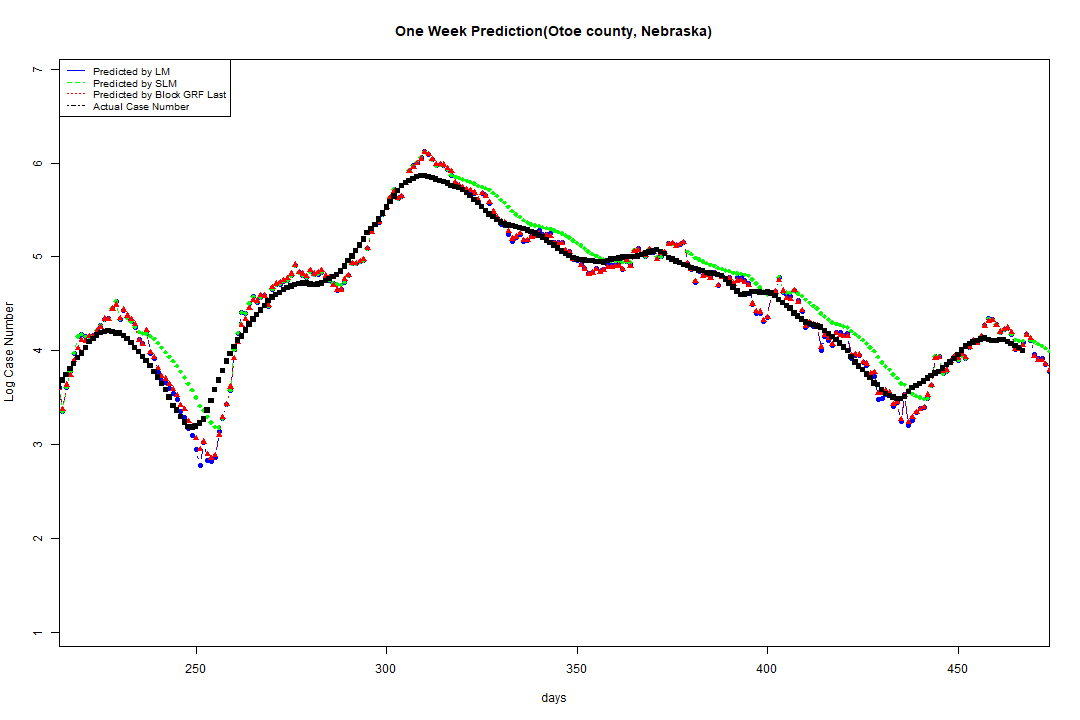 One Week Prediction(Otoe county, Nebraska)
Predicted by LM
Predicted by SLM
Predicted by Block GRF Last
Actual Case Number
7
6
5
4
3
2
1
Log Case Number
250 300 350 400 450
days